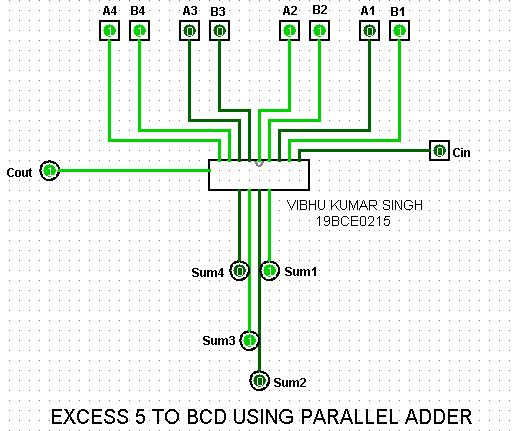 A4 B4 A3 B3 A2 B2 A1 B1
1 1 0 0 1 1 0 1
0 Cin
Cout 1
VIBHU KUMAR SINGH
19BCE0215
Sum4 0 1 Sum1
Sum3 1
0 Sum2
EXCESS 5 TO BCD USING PARALLEL ADDER